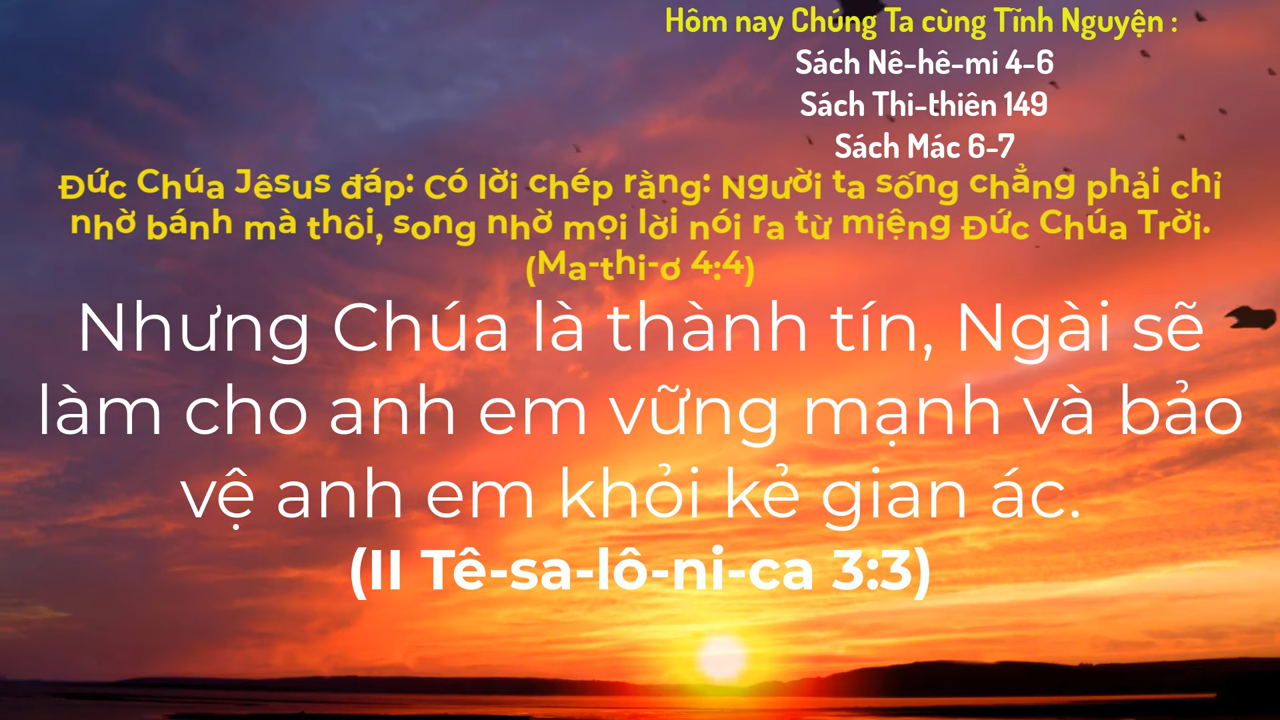 Hôm nay Chúng Ta cùng Tĩnh Nguyện :
Sách Nê-hê-mi 4-6
Sách Thi-thiên 149
Sách Mác 6-7
Đức Chúa Jêsus đáp: Có lời chép rằng: Người ta sống chẳng phải chỉ
nhờ bánh mà thôi, song nhờ mọi lời nói ra từ miệng Đức Chúa Trời.
(Ma-thi-ơ 4:4)
Nhưng Chúa là thành tín, Ngài sẽ
làm cho anh em vững mạnh và bảo
vệ anh em khỏi kẻ gian ác.
(II Tê-sa-lô-ni-ca 3:3)